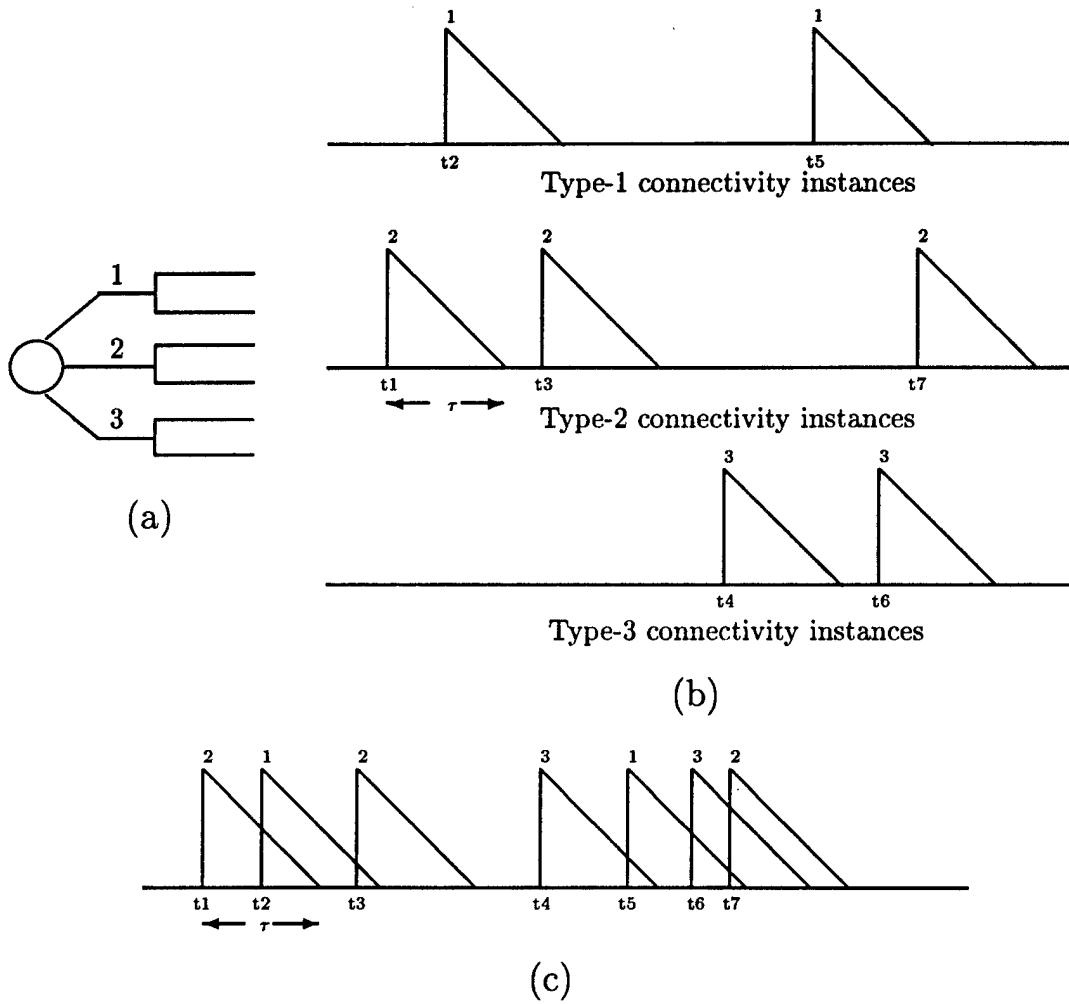 1 1
t2 t5
Type-1 connectivity instances
2 2 2
t1 t3 t7
τ
Type-2 connectivity instances
3 3
t4 t6
Type-3 connectivity instances
1
2
3
(a)
(b)
2 1 2 3 1 3 2
t1 t2 t3 t4 t5 t6 t7
τ
(c)